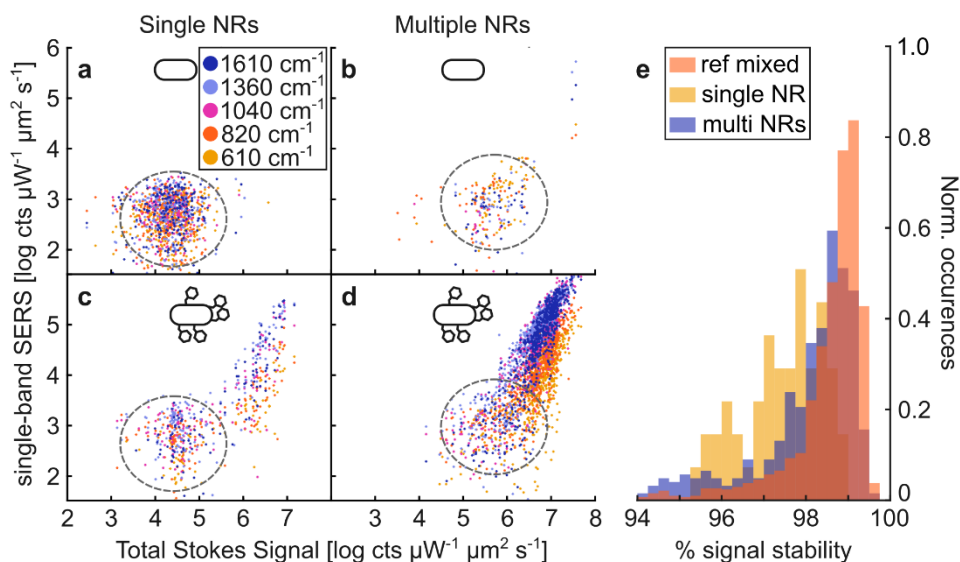 Single NRs
Multiple NRs
a
b
c
d
e
1610 cm⁻¹
1360 cm⁻¹
1040 cm⁻¹
820 cm⁻¹
610 cm⁻¹
ref mixed
single NR
multi NRs
single-band SERS [log cts µW⁻¹ µm² s⁻¹]
6
5
4
3
2
5
4
3
2
2 3 4 5 6 7
3 4 5 6 7 8
Total Stokes Signal [log cts µW⁻¹ µm² s⁻¹]
1.0
0.8
0.6
0.4
0.2
0
Norm. occurences
94 96 98 100
% signal stability